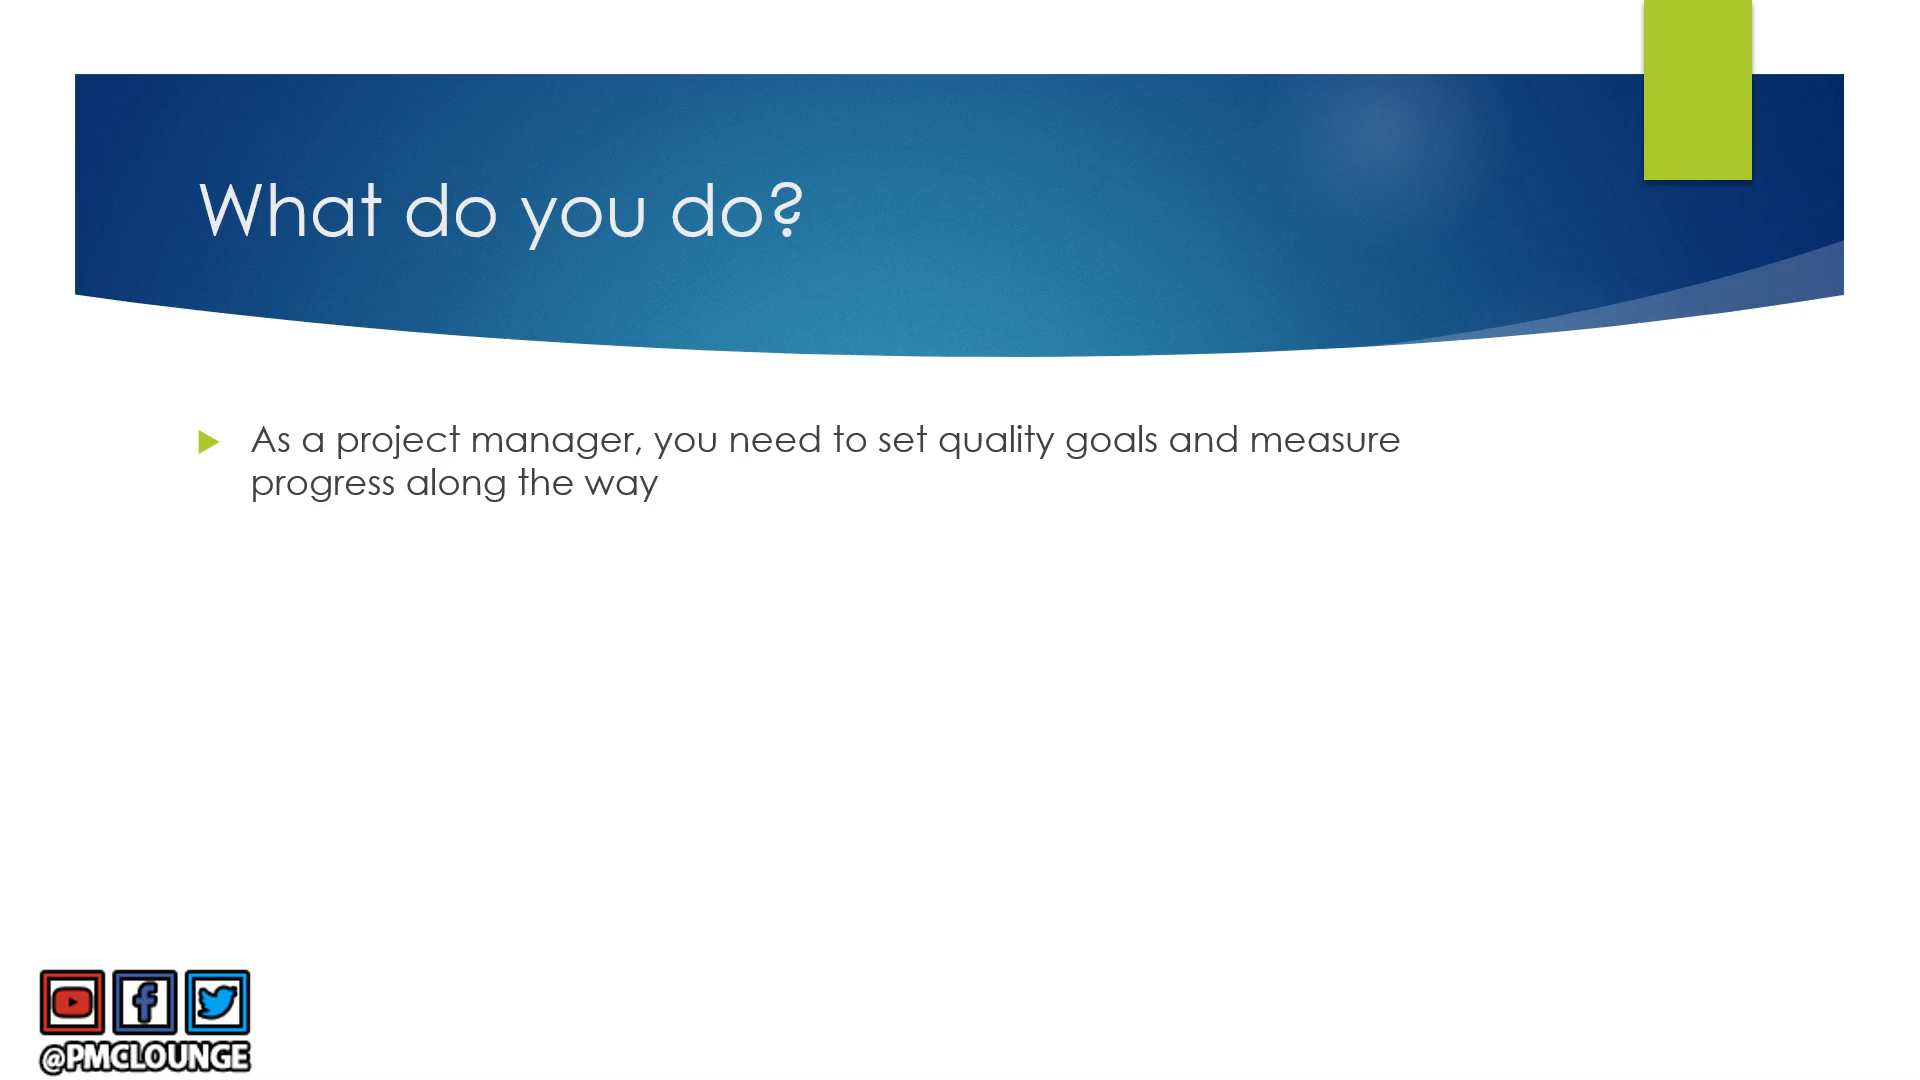 What do you do?
As a project manager, you need to set quality goals and measure
progress along the way
@PMCLOUNGE